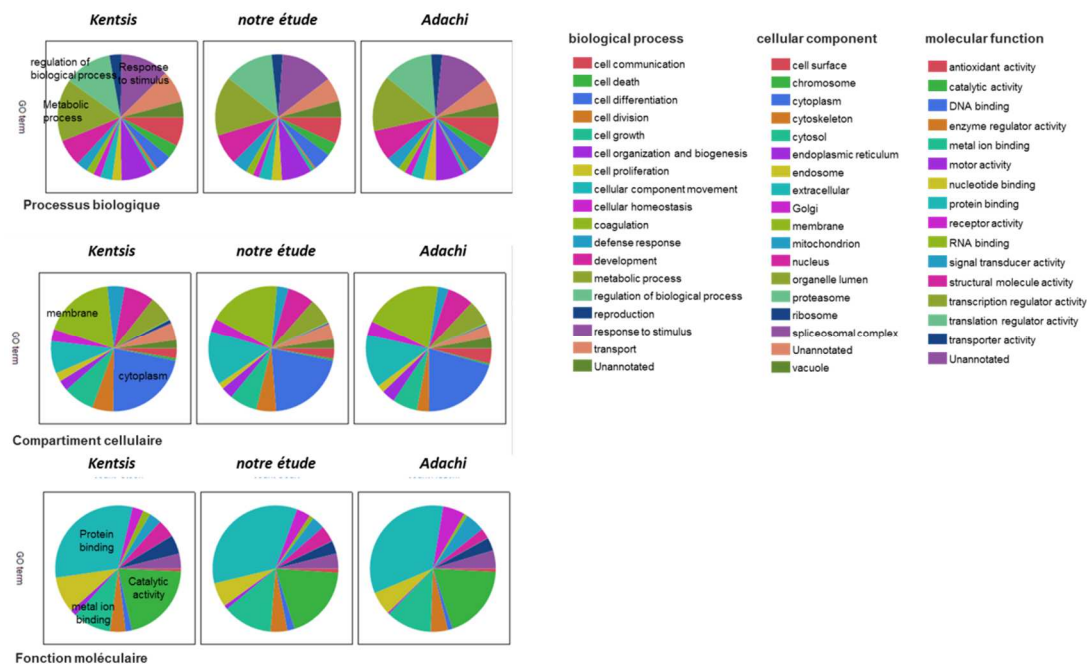 Kentsis
notre étude
Adachi
GO term
regulation of
biological process
Response
to stimulus
Metabolic
process
Processus biologique
GO term
membrane
cytoplasm
Compartiment cellulaire
Kentsis
notre étude
Adachi
GO term
Protein
binding
Catalytic
activity
metal ion
binding
Fonction moléculaire
biological process
cell communication
cell death
cell differentiation
cell division
cell growth
cell organization and biogenesis
cell proliferation
cellular component movement
cellular homeostasis
coagulation
defense response
development
metabolic process
regulation of biological process
reproduction
response to stimulus
transport
Unannotated
cellular component
cell surface
chromosome
cytoplasm
cytoskeleton
cytosol
endoplasmic reticulum
endosome
extracellular
Golgi
membrane
mitochondrion
nucleus
organelle lumen
proteasome
ribosome
spliceosomal complex
Unannotated
vacuole
molecular function
antioxidant activity
catalytic activity
DNA binding
enzyme regulator activity
metal ion binding
motor activity
nucleotide binding
protein binding
receptor activity
RNA binding
signal transducer activity
structural molecule activity
transcription regulator activity
translation regulator activity
transporter activity
Unannotated